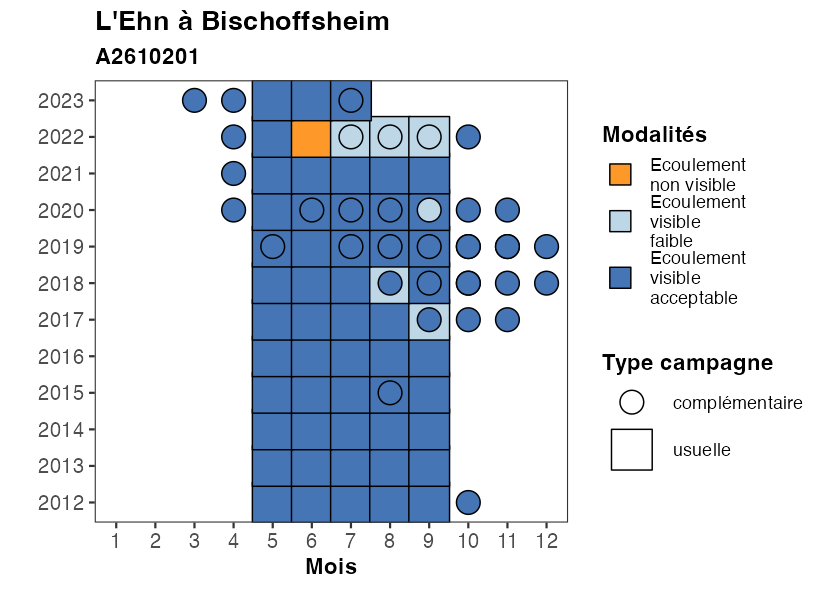 L'Ehn à Bischoffsheim
A2610201
2023
2022
2021
2020
2019
2018
2017
2016
2015
2014
2013
2012
1 2 3 4 5 6 7 8 9 10 11 12
Mois
Modalités
Ecoulement
non visible
Ecoulement
visible
faible
Ecoulement
visible
acceptable
Type campagne
complémentaire
usuelle